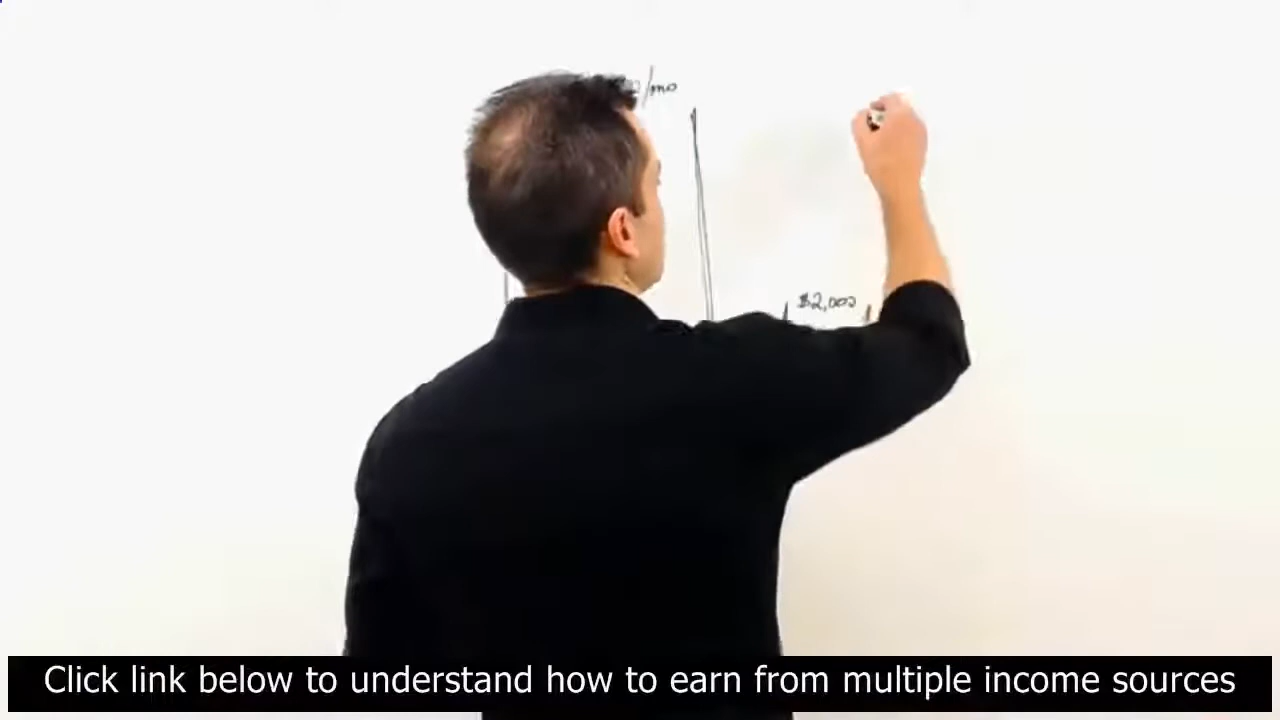 /mo
$2,000
Click link below to understand how to earn from multiple income sources